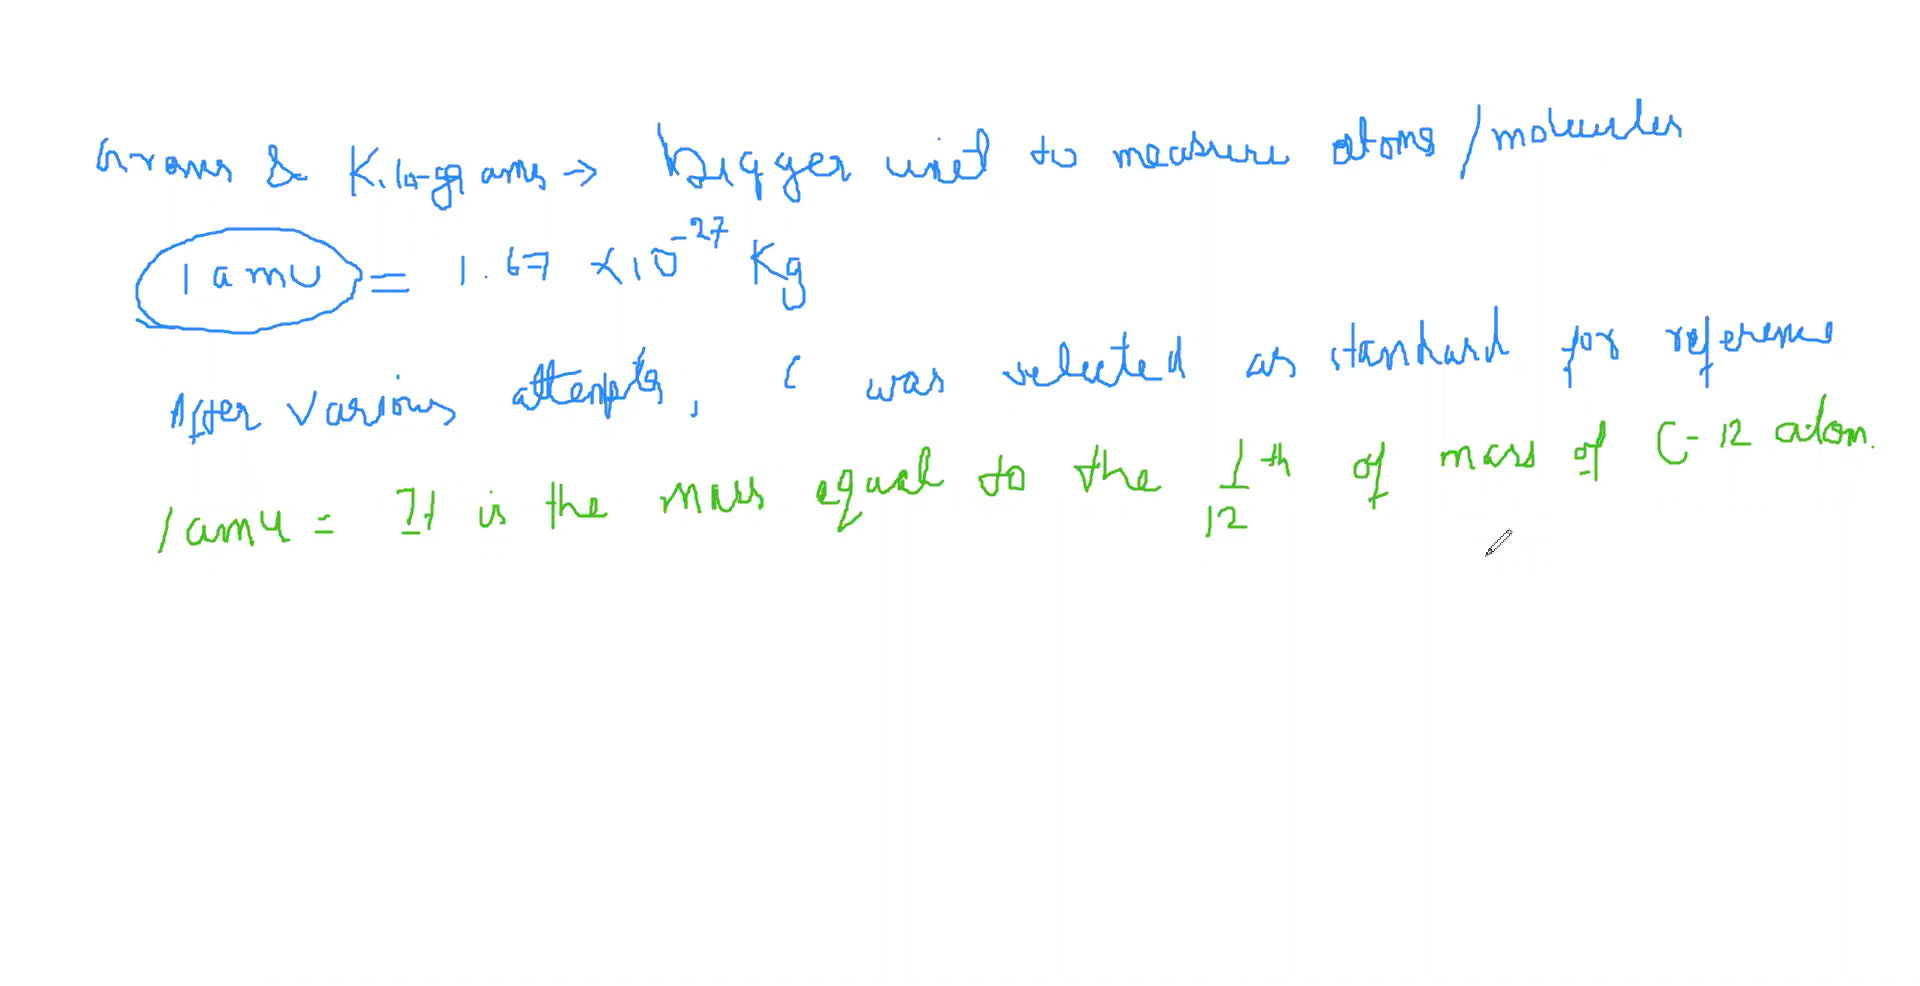 Grams & Kilograms → bigger unit to measure atoms /molecules
1 amu = 1.67 ×10⁻²⁷ Kg
After various attempts, C was selected as standard for reference
1 amu = It is the mass equal to the 1/12 th of mass of C-12 atom.